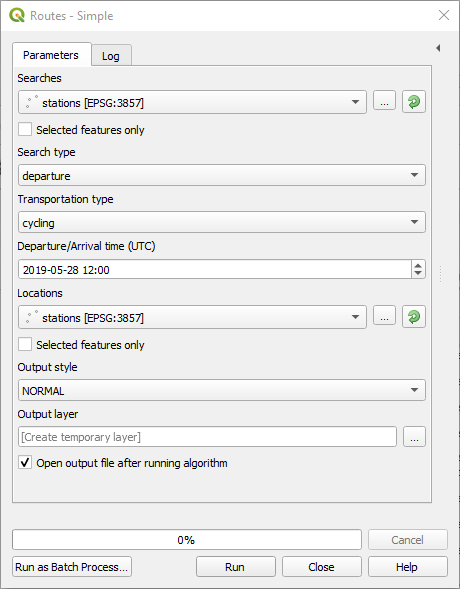 Routes - Simple
Parameters Log
Searches
stations [EPSG:3857] ...
Selected features only
Search type
departure
Transportation type
cycling
Departure/Arrival time (UTC)
2019-05-28 12:00
Locations
stations [EPSG:3857] ...
Selected features only
Output style
NORMAL
Output layer
[Create temporary layer] ...
Open output file after running algorithm
0% Cancel
Run as Batch Process... Run Close Help